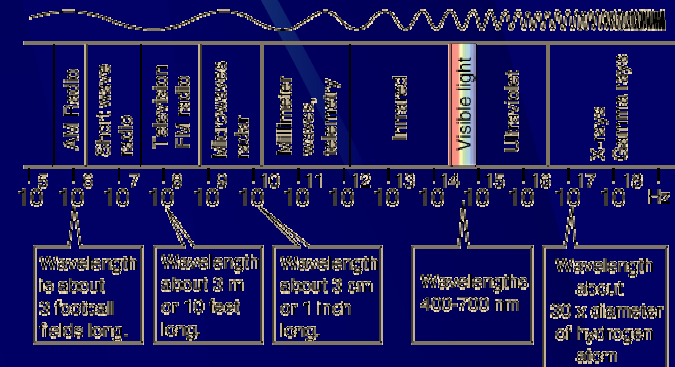 AM Radio
Short wave
radio
Television
FM radio
Microwaves
radar
Millimeter
waves,
telemetry
Infrared
Visible light
Ultraviolet
X-rays
Gamma rays
10^5 10^6 10^7 10^8 10^9 10^10 10^11 10^12 10^13 10^14 10^15 10^16 10^17 10^18 Hz
Wavelength
is about
3 football
fields long.
Wavelength
about 3 m
or 10 feet
long.
Wavelength
about 3 cm
or 1 inch
long.
Wavelengths
400-700 nm
Wavelength
about
30 x diameter
of hydrogen
atom